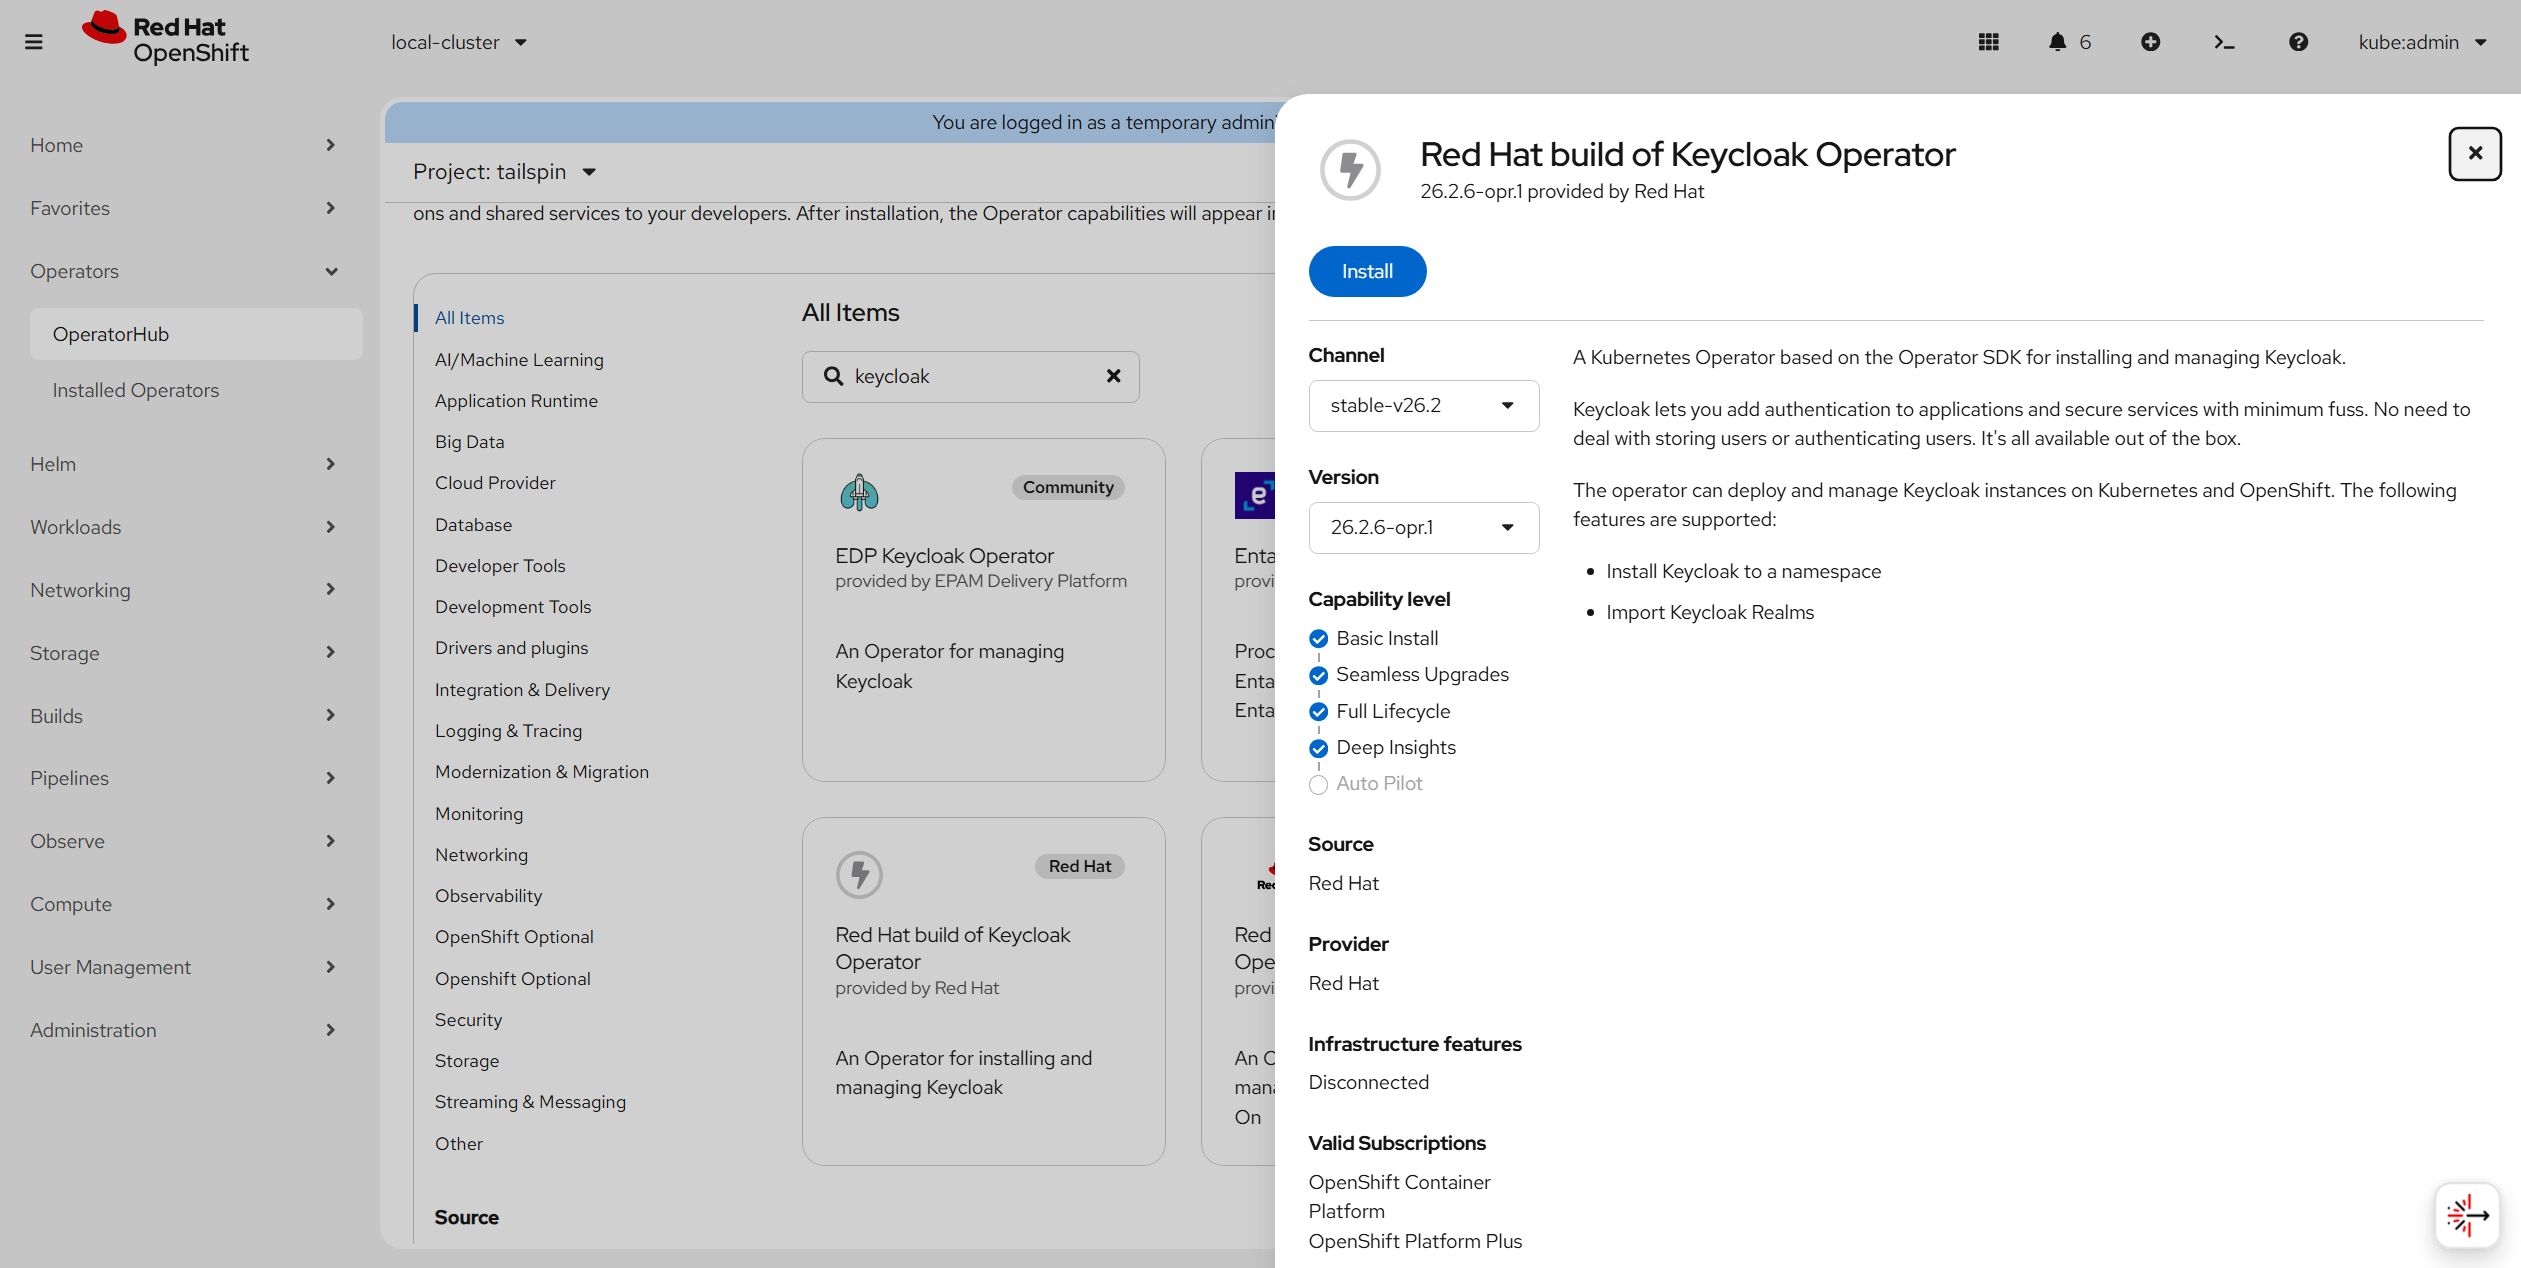 Red Hat
OpenShift
local-cluster
6
kube:admin
Home
Favorites
Operators
OperatorHub
Installed Operators
Helm
Workloads
Networking
Storage
Builds
Pipelines
Observe
Compute
User Management
Administration
You are logged in as a temporary admin
Project: tailspin
ons and shared services to your developers. After installation, the Operator capabilities will appear i
All Items
AI/Machine Learning
Application Runtime
Big Data
Cloud Provider
Database
Developer Tools
Development Tools
Drivers and plugins
Integration & Delivery
Logging & Tracing
Modernization & Migration
Monitoring
Networking
Observability
OpenShift Optional
Openshift Optional
Security
Storage
Streaming & Messaging
Other
Source
All Items
keycloak
Community
EDP Keycloak Operator
provided by EPAM Delivery Platform
An Operator for managing
Keycloak
e
Enta
provi
Proc
Enta
Enta
Red Hat
Red Hat build of Keycloak
Operator
provided by Red Hat
An Operator for installing and
managing Keycloak
Red
Ope
provi
An O
mana
On
Red Hat build of Keycloak Operator
26.2.6-opr.1 provided by Red Hat
Install
Channel
stable-v26.2
Version
26.2.6-opr.1
Capability level
Basic Install
Seamless Upgrades
Full Lifecycle
Deep Insights
Auto Pilot
Source
Red Hat
Provider
Red Hat
Infrastructure features
Disconnected
Valid Subscriptions
OpenShift Container
Platform
OpenShift Platform Plus
A Kubernetes Operator based on the Operator SDK for installing and managing Keycloak.
Keycloak lets you add authentication to applications and secure services with minimum fuss. No need to
deal with storing users or authenticating users. It's all available out of the box.
The operator can deploy and manage Keycloak instances on Kubernetes and OpenShift. The following
features are supported:
Install Keycloak to a namespace
Import Keycloak Realms